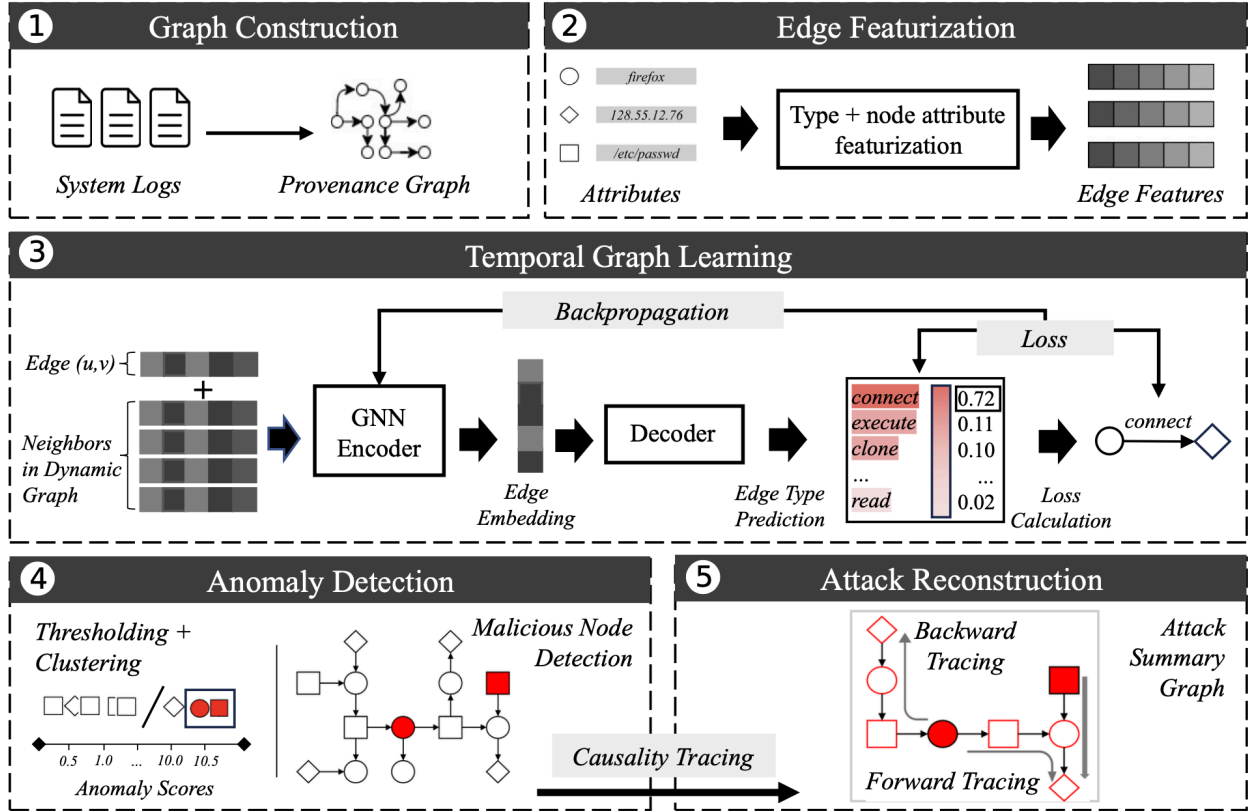 1
Graph Construction
System Logs
Provenance Graph
2
Edge Featurization
firefox
128.55.12.76
/etc/passwd
Attributes
Type + node attribute
featurization
Edge Features
3
Temporal Graph Learning
Backpropagation
Loss
Edge (u,v)
+
Neighbors
in Dynamic
Graph
GNN
Encoder
Edge
Embedding
Decoder
Edge Type
Prediction
connect 0.72
execute 0.11
clone 0.10
... ...
read 0.02
connect
Loss
Calculation
4
Anomaly Detection
Thresholding +
Clustering
0.5 1.0 ... 10.0 10.5
Anomaly Scores
Malicious Node
Detection
Causality Tracing
5
Attack Reconstruction
Backward
Tracing
Forward Tracing
Attack
Summary
Graph